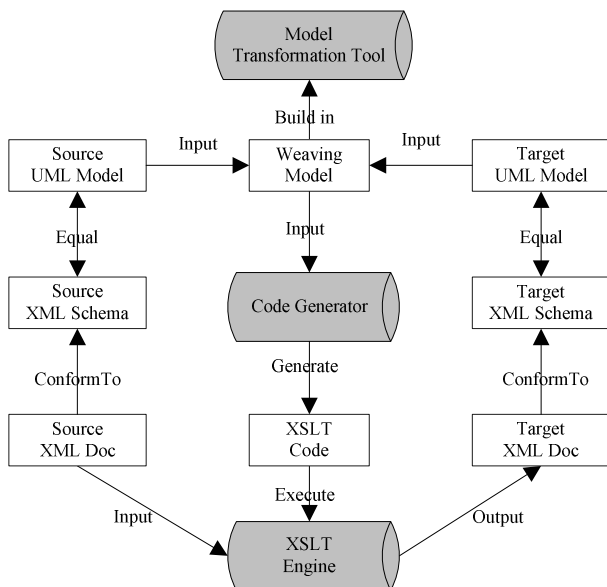 Model
Transformation Tool
Build in
Input
Input
Source
UML Model
Weaving
Model
Target
UML Model
Equal
Input
Equal
Source
XML Schema
Code Generator
Target
XML Schema
ConformTo
Generate
ConformTo
Source
XML Doc
XSLT
Code
Target
XML Doc
Input
Execute
Output
XSLT
Engine